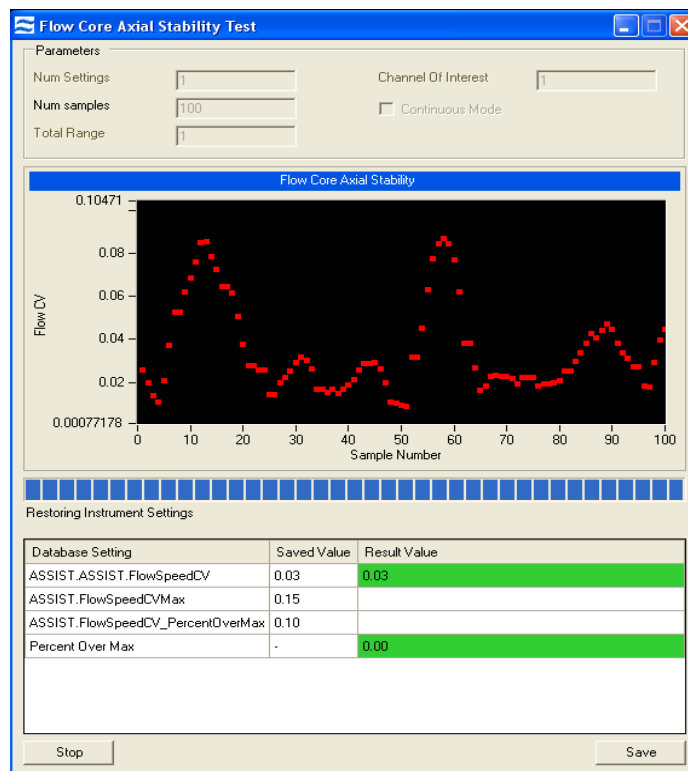 Flow Core Axial Stability Test
Parameters
Num Settings 1 Channel Of Interest 1
Num samples 100 Continuous Mode
Total Range 1
Flow Core Axial Stability
0.10471
0.08
0.06
0.04
0.02
0.00077178
Flow CV
0 10 20 30 40 50 60 70 80 90 100
Sample Number
Restoring Instrument Settings
Database Setting Saved Value Result Value
ASSIST.ASSIST.FlowSpeedCV 0.03 0.03
ASSIST.FlowSpeedCVMax 0.15
ASSIST.FlowSpeedCV_PercentOverMax 0.10
Percent Over Max - 0.00
Stop Save